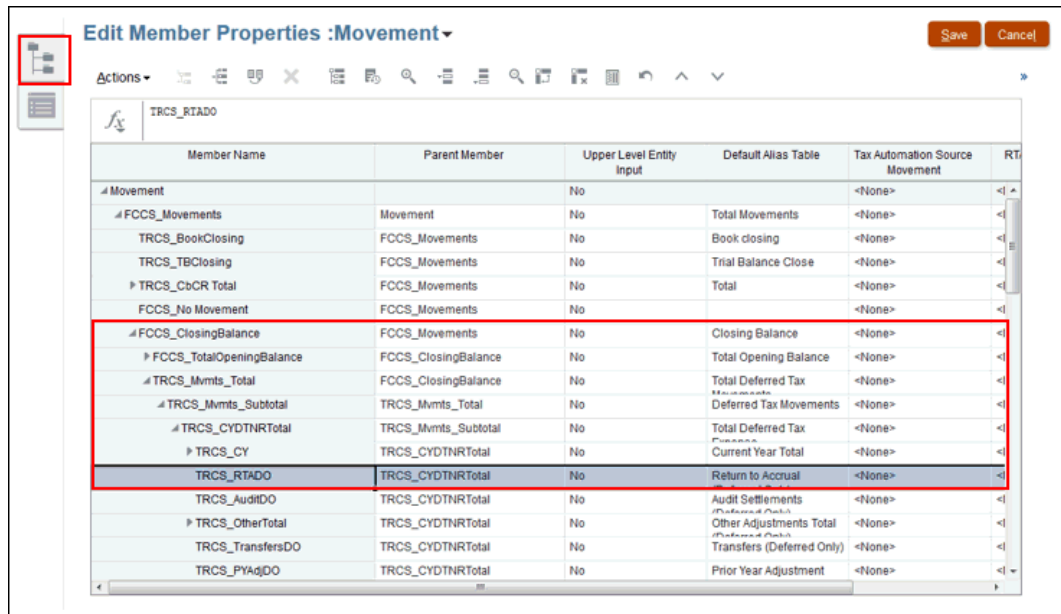 Edit Member Properties :Movement
Save Cancel
Actions
fx TRCS_RTADO
Member Name Parent Member Upper Level Entity Input Default Alias Table Tax Automation Source Movement RT
Movement No <None>
FCCS_Movements Movement No Total Movements <None>
TRCS_BookClosing FCCS_Movements No Book closing <None>
TRCS_TBClosing FCCS_Movements No Trial Balance Close <None>
TRCS_CbCR Total FCCS_Movements No Total <None>
FCCS_No Movement FCCS_Movements No <None>
FCCS_ClosingBalance FCCS_Movements No Closing Balance <None>
FCCS_TotalOpeningBalance FCCS_ClosingBalance No Total Opening Balance <None>
TRCS_Mvmts_Total FCCS_ClosingBalance No Total Deferred Tax <None>
TRCS_Mvmts_Subtotal TRCS_Mvmts_Total No Deferred Tax Movements <None>
TRCS_CYDTNRTotal TRCS_Mvmts_Subtotal No Total Deferred Tax <None>
TRCS_CY TRCS_CYDTNRTotal No Current Year Total <None>
TRCS_RTADO TRCS_CYDTNRTotal No Return to Accrual <None>
TRCS_AuditDO TRCS_CYDTNRTotal No Audit Settlements <None>
TRCS_OtherTotal TRCS_CYDTNRTotal No Other Adjustments Total <None>
TRCS_TransfersDO TRCS_CYDTNRTotal No Transfers (Deferred Only) <None>
TRCS_PYAdjDO TRCS_CYDTNRTotal No Prior Year Adjustment <None>